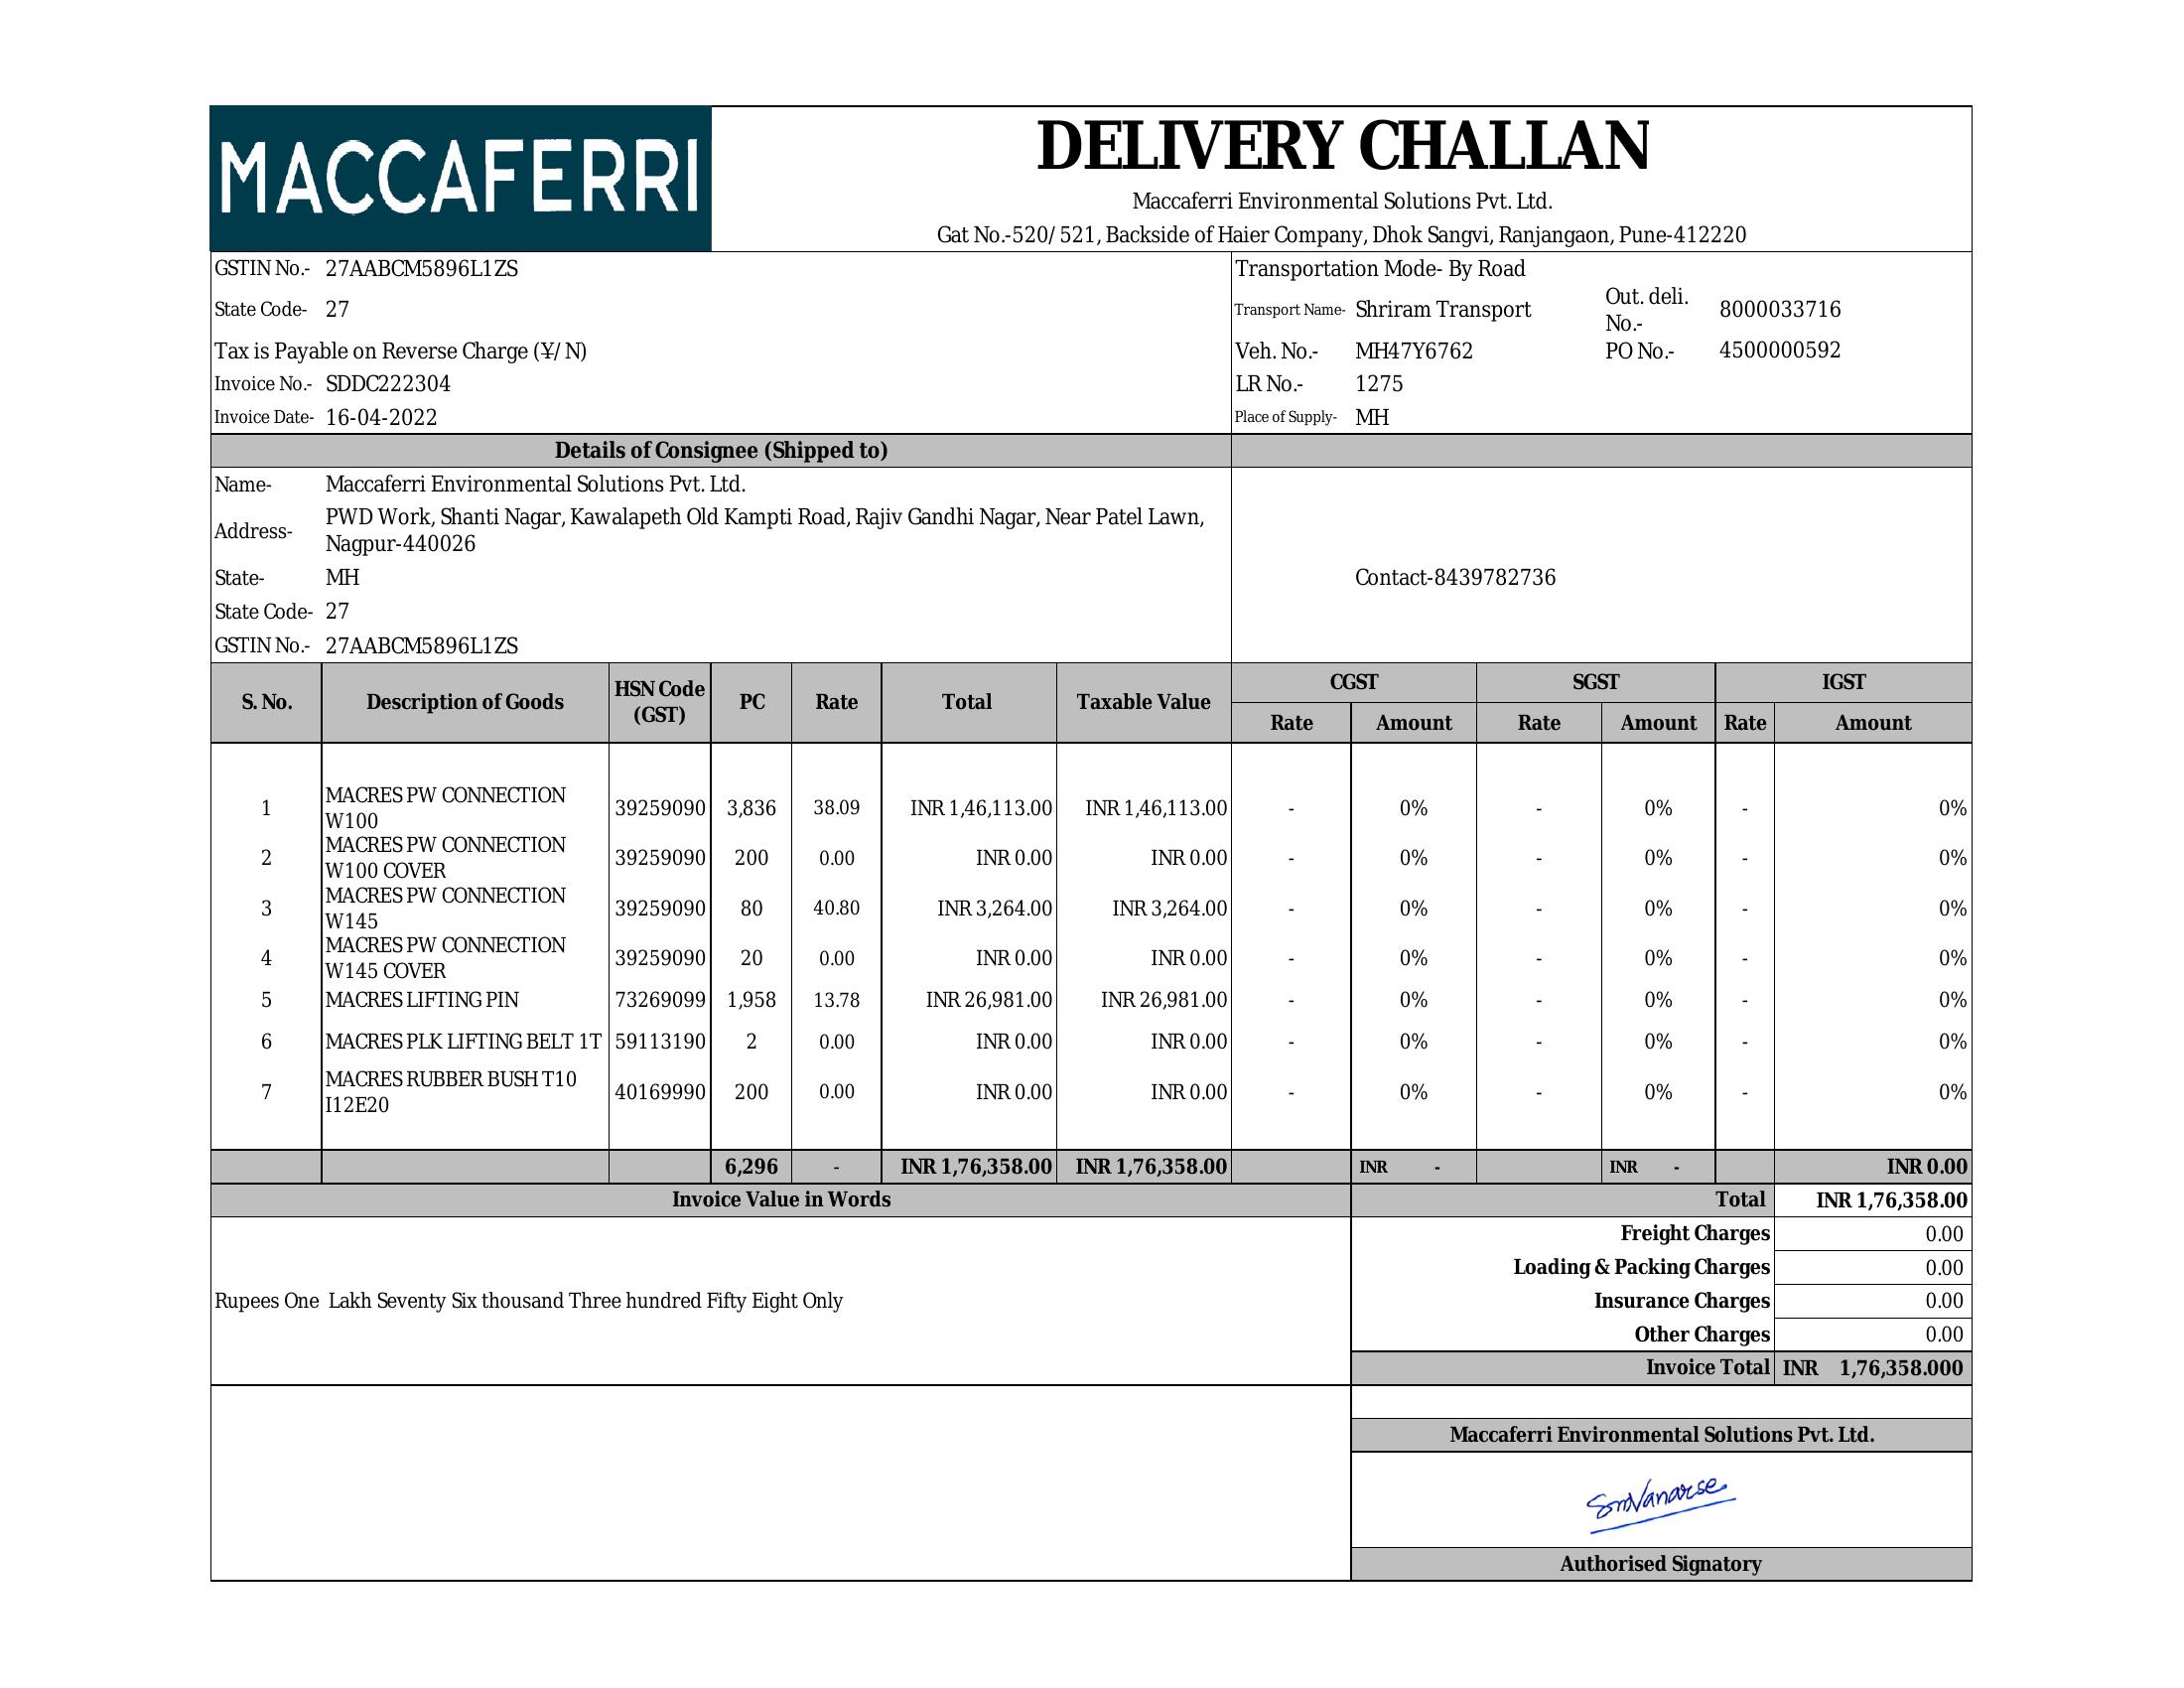 MACCAFERRI
DELIVERY CHALLAN
Maccaferri Environmental Solutions Pvt. Ltd.
Gat No.-520/521, Backside of Haier Company, Dhok Sangvi, Ranjangaon, Pune-412220
GSTIN No.- 27AABCM5896L1ZS
State Code- 27
Tax is Payable on Reverse Charge (Y/N)
Invoice No.- SDDC222304
Invoice Date- 16-04-2022
Transportation Mode- By Road
Transport Name- Shriram Transport Out. deli. No.- 8000033716
Veh. No.- MH47Y6762 PO No.- 4500000592
LR No.- 1275
Place of Supply- MH
Details of Consignee (Shipped to)
Name- Maccaferri Environmental Solutions Pvt. Ltd.
Address- PWD Work, Shanti Nagar, Kawalapeth Old Kampti Road, Rajiv Gandhi Nagar, Near Patel Lawn,
Nagpur-440026
State- MH
State Code- 27
GSTIN No.- 27AABCM5896L1ZS
Contact-8439782736
S. No. Description of Goods HSN Code (GST) PC Rate Total Taxable Value CGST SGST IGST
Rate Amount Rate Amount Rate Amount
1 MACRES PW CONNECTION W100 39259090 3,836 38.09 INR 1,46,113.00 INR 1,46,113.00 - 0% - 0% - 0%
2 MACRES PW CONNECTION W100 COVER 39259090 200 0.00 INR 0.00 INR 0.00 - 0% - 0% - 0%
3 MACRES PW CONNECTION W145 39259090 80 40.80 INR 3,264.00 INR 3,264.00 - 0% - 0% - 0%
4 MACRES PW CONNECTION W145 COVER 39259090 20 0.00 INR 0.00 INR 0.00 - 0% - 0% - 0%
5 MACRES LIFTING PIN 73269099 1,958 13.78 INR 26,981.00 INR 26,981.00 - 0% - 0% - 0%
6 MACRES PLK LIFTING BELT 1T 59113190 2 0.00 INR 0.00 INR 0.00 - 0% - 0% - 0%
7 MACRES RUBBER BUSH T10 I12E20 40169990 200 0.00 INR 0.00 INR 0.00 - 0% - 0% - 0%
6,296 - INR 1,76,358.00 INR 1,76,358.00 INR - INR - INR 0.00
Invoice Value in Words
Rupees One Lakh Seventy Six thousand Three hundred Fifty Eight Only
Total INR 1,76,358.00
Freight Charges 0.00
Loading & Packing Charges 0.00
Insurance Charges 0.00
Other Charges 0.00
Invoice Total INR 1,76,358.000
Maccaferri Environmental Solutions Pvt. Ltd.
Authorised Signatory